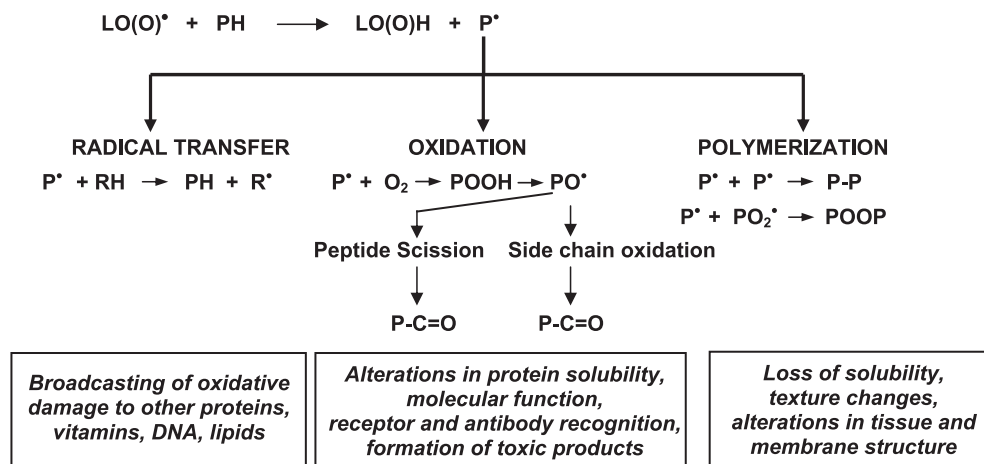 LO(O)• + PH ⟶ LO(O)H + P•
RADICAL TRANSFER
P• + RH → PH + R•
OXIDATION
P• + O₂ → POOH → PO•
Peptide Scission
Side chain oxidation
P-C=O
P-C=O
POLYMERIZATION
P• + P• → P-P
P• + PO₂• → POOP
Broadcasting of oxidative
damage to other proteins,
vitamins, DNA, lipids
Alterations in protein solubility,
molecular function,
receptor and antibody recognition,
formation of toxic products
Loss of solubility,
texture changes,
alterations in tissue and
membrane structure